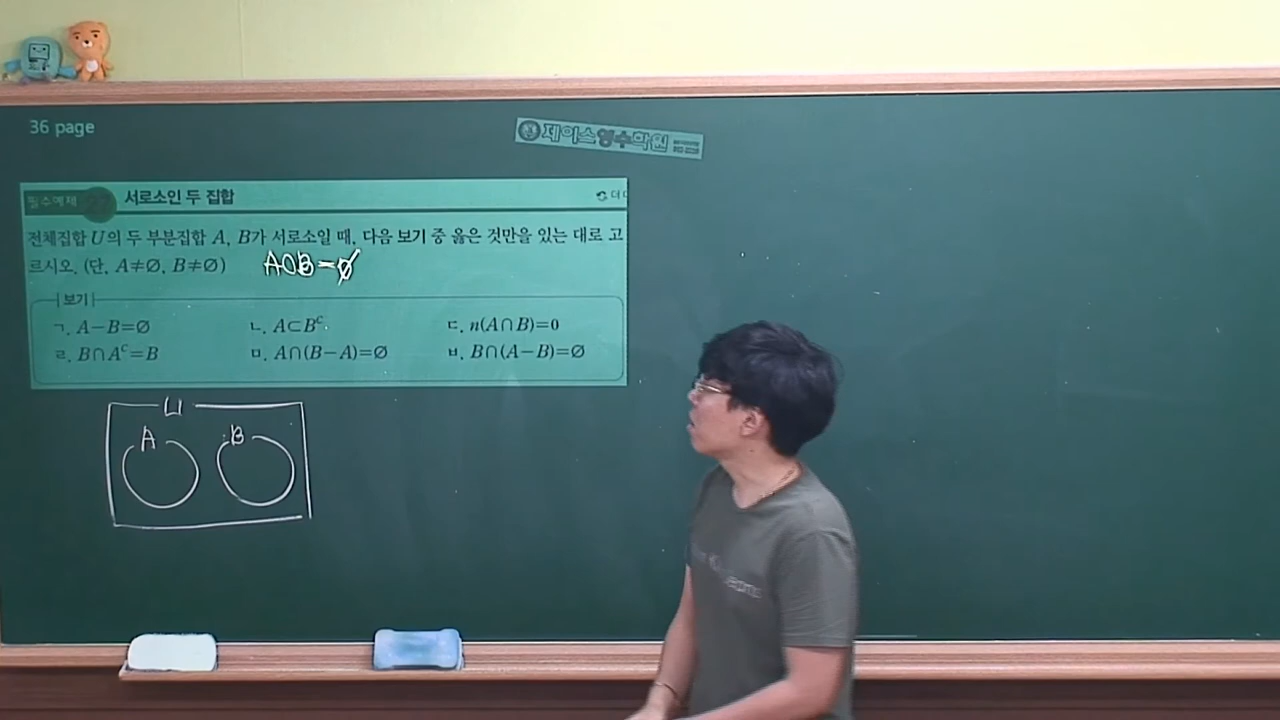 36 page
제이스영수학원
필수예제 22 서로소인 두 집합
전체집합 U의 두 부분집합 A, B가 서로소일 때, 다음 보기 중 옳은 것만을 있는 대로 고
르시오. (단, A≠∅, B≠∅) A∩B=∅
보기
ㄱ. A−B=∅ ㄴ. A⊂Bᶜ ㄷ. n(A∩B)=0
ㄹ. B∩Aᶜ=B ㅁ. A∩(B−A)=∅ ㅂ. B∩(A−B)=∅
U
A B